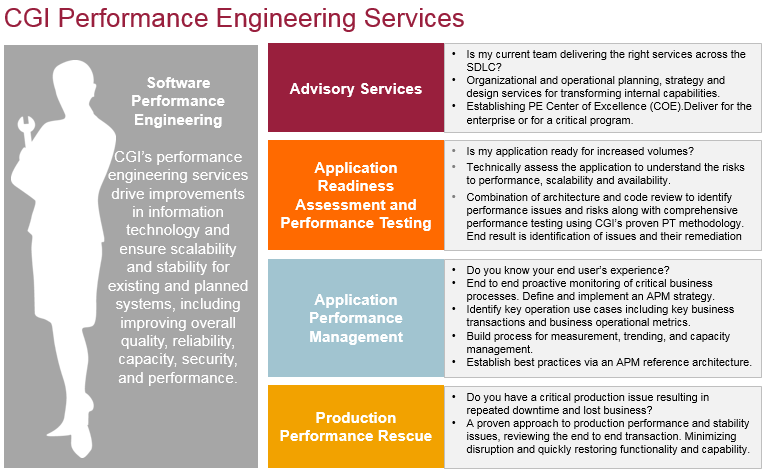 CGI Performance Engineering Services
Software
Performance
Engineering
CGI's performance
engineering services
drive improvements
in information
technology and
ensure scalability
and stability for
existing and planned
systems, including
improving overall
quality, reliability,
capacity, security,
and performance.
Advisory Services
• Is my current team delivering the right services across the
SDLC?
• Organizational and operational planning, strategy and
design services for transforming internal capabilities.
• Establishing PE Center of Excellence (COE).Deliver for the
enterprise or for a critical program.
Application
Readiness
Assessment and
Performance Testing
• Is my application ready for increased volumes?
• Technically assess the application to understand the risks
to performance, scalability and availability.
• Combination of architecture and code review to identify
performance issues and risks along with comprehensive
performance testing using CGI's proven PT methodology.
End result is identification of issues and their remediation
Application
Performance
Management
• Do you know your end user's experience?
• End to end proactive monitoring of critical business
processes. Define and implement an APM strategy.
• Identify key operation use cases including key business
transactions and business operational metrics.
• Build process for measurement, trending, and capacity
management.
• Establish best practices via an APM reference architecture.
Production
Performance Rescue
• Do you have a critical production issue resulting in
repeated downtime and lost business?
• A proven approach to production performance and stability
issues, reviewing the end to end transaction. Minimizing
disruption and quickly restoring functionality and capability.